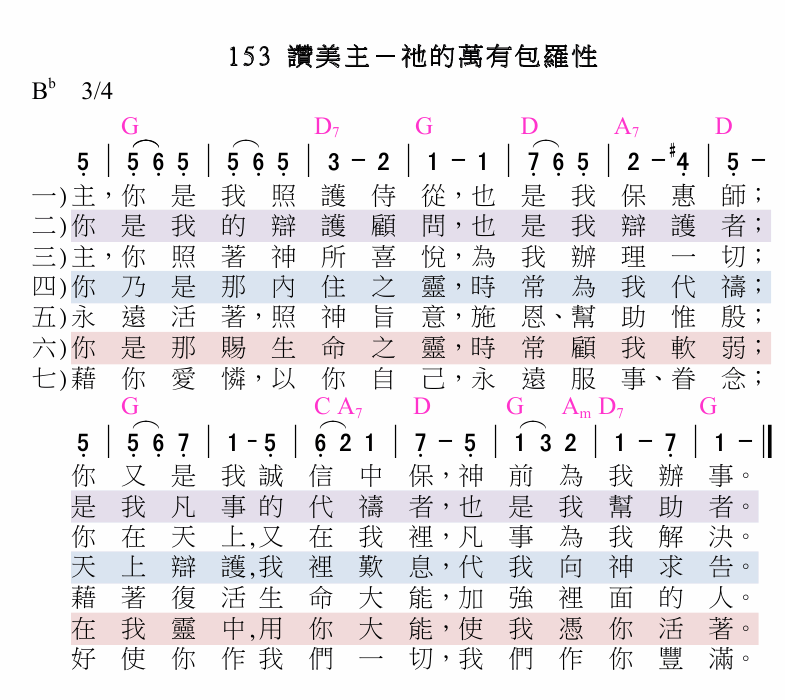 153 讚美主－祂的萬有包羅性
B♭ 3/4
G D7 G D A7 D
5 | 5 6 5 | 5 6 5 | 3 - 2 | 1 - 1 | 7 6 5 | 2 - #4 | 5 -
一)主，你是我照護侍從，也是我保惠師；
二)你是我的辯護顧問，也是我辯護者；
三)主，你照著神所喜悅，為我辦理一切；
四)你乃是那內住之靈，時常為我代禱；
五)永遠活著，照神旨意，施恩、幫助惟殷；
六)你是那賜生命之靈，時常顧我軟弱；
七)藉你愛憐，以你自己，永遠服事、眷念；
G C A7 D G Am D7 G
5 | 5 6 7 | 1 - 5 | 6 2 1 | 7 - 5 | 1 3 2 | 1 - 7 | 1 - ‖
你又是我誠信中保，神前為我辦事。
是我凡事的代禱者，也是我幫助者。
你在天上,又在我裡，凡事為我解決。
天上辯護,我裡歎息，代我向神求告。
藉著復活生命大能，加強裡面的人。
在我靈中,用你大能，使我憑你活著。
好使你作我們一切，我們作你豐滿。